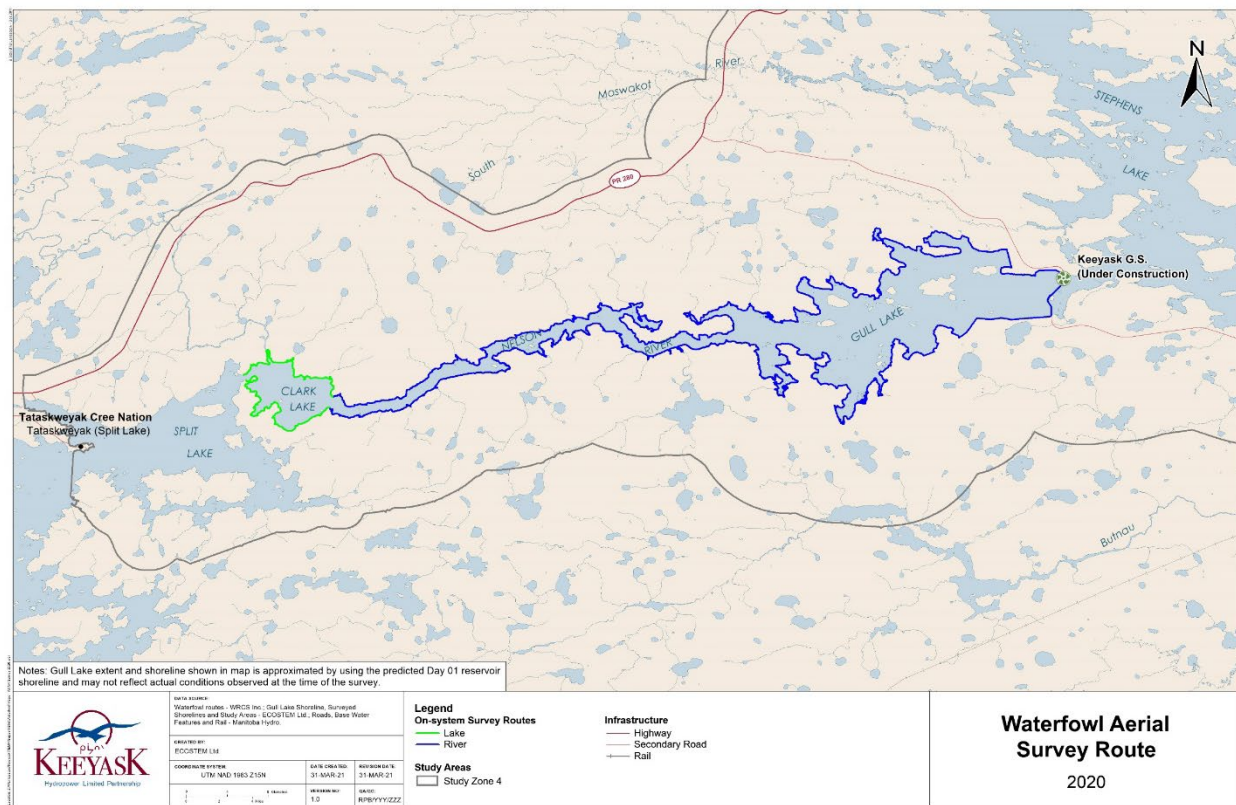 N
STEPHENS
LAKE
Moswakot
River
South
PR 280
Keeyask G.S.
(Under Construction)
GULL LAKE
NELSON
RIVER
CLARK
LAKE
Tataskweyak Cree Nation
Tataskweyak (Split Lake)
SPLIT
LAKE
Butnau
Notes: Gull Lake extent and shoreline shown in map is approximated by using the predicted Day 01 reservoir
shoreline and may not reflect actual conditions observed at the time of the survey.
KEEYASK
Hydropower Limited Partnership
DATA SOURCE:
Waterfowl routes - WRCS Inc.; Gull Lake Shoreline, Surveyed
Shorelines and Study Areas - ECOSTEM Ltd.; Roads, Base Water
Features and Rail - Manitoba Hydro.
CREATED BY:
ECOSTEM Ltd
COORDINATE SYSTEM:
UTM NAD 1983 Z15N
DATE CREATED:
31-MAR-21
REVISION DATE:
31-MAR-21
VERSION NO:
1.0
QA/QC:
RPB/YYY/ZZZ
Legend
On-system Survey Routes
Lake
River
Study Areas
Study Zone 4
Infrastructure
Highway
Secondary Road
Rail
Waterfowl Aerial
Survey Route
2020